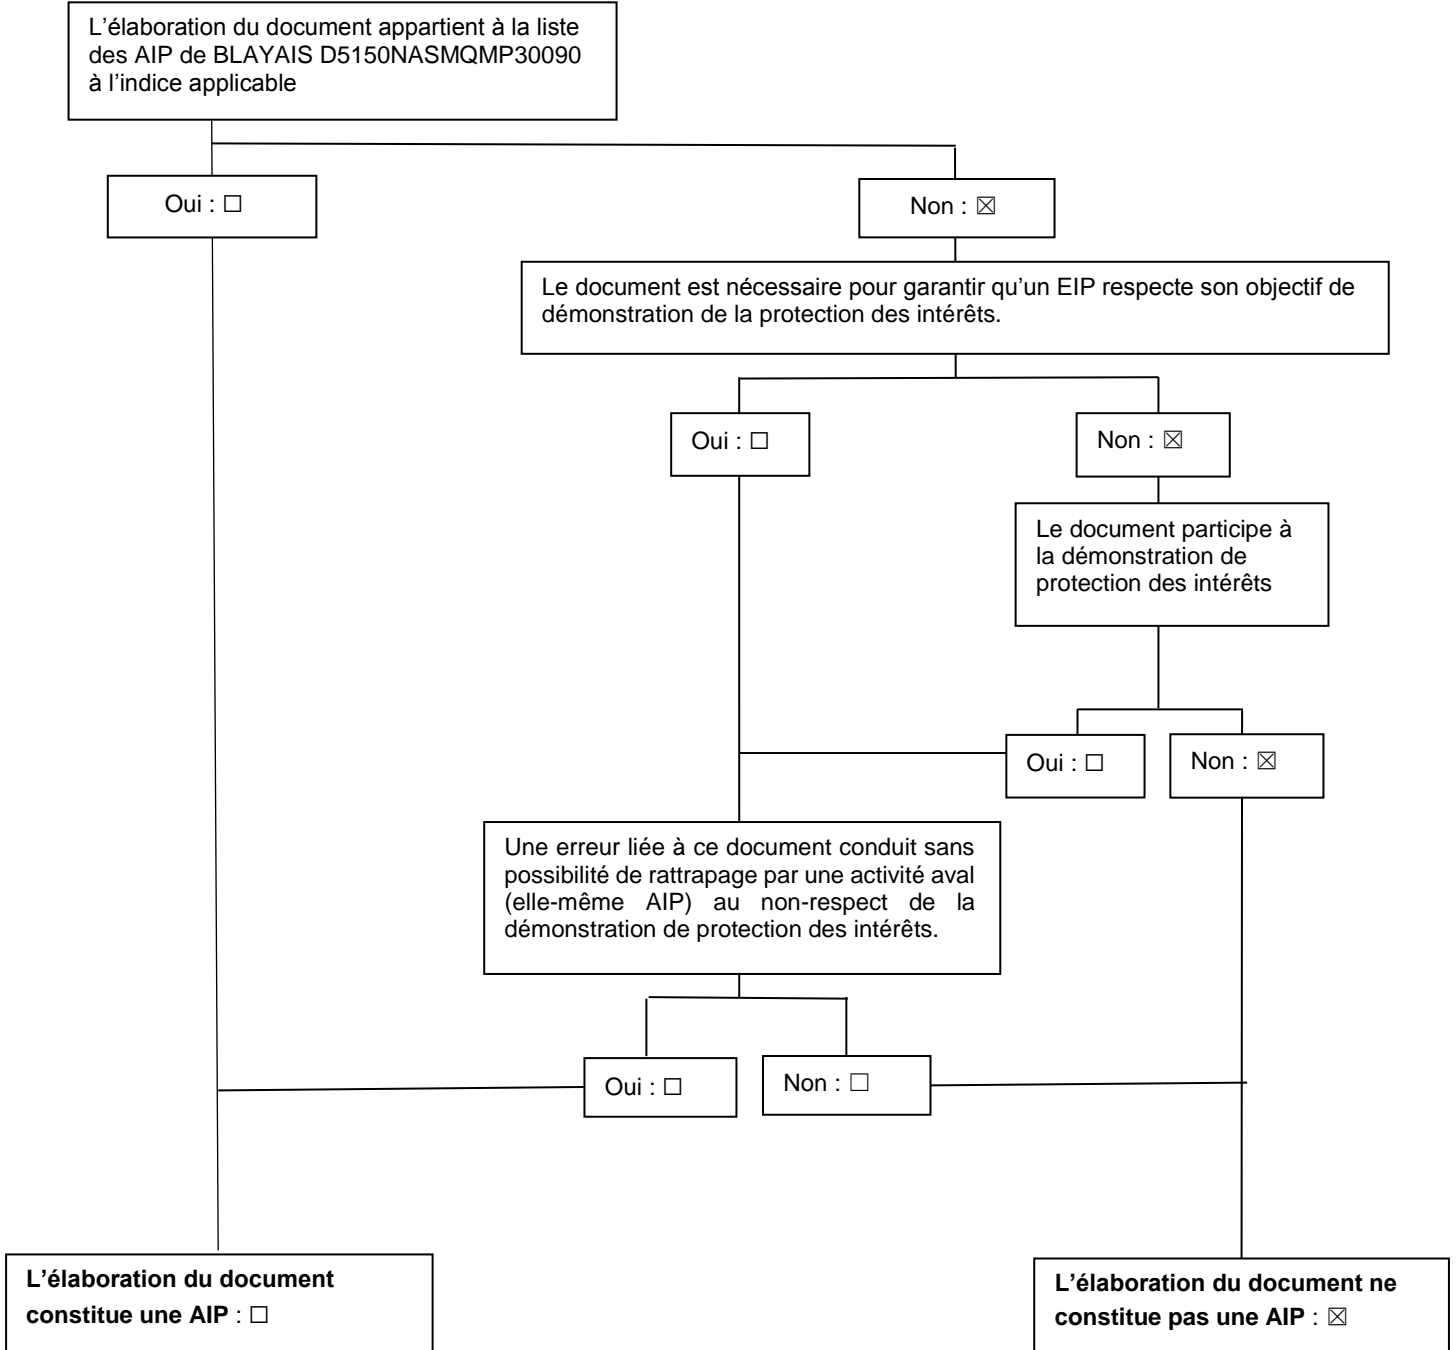 L'élaboration du document appartient à la liste
des AIP de BLAYAIS D5150NASMQMP30090
à l'indice applicable
Oui : ☐
Non : ☒
Le document est nécessaire pour garantir qu'un EIP respecte son objectif de
démonstration de la protection des intérêts.
Oui : ☐
Non : ☒
Le document participe à
la démonstration de
protection des intérêts
Oui : ☐
Non : ☒
Une erreur liée à ce document conduit sans
possibilité de rattrapage par une activité aval
(elle-même AIP) au non-respect de la
démonstration de protection des intérêts.
Oui : ☐
Non : ☐
L'élaboration du document
constitue une AIP : ☐
L'élaboration du document ne
constitue pas une AIP : ☒